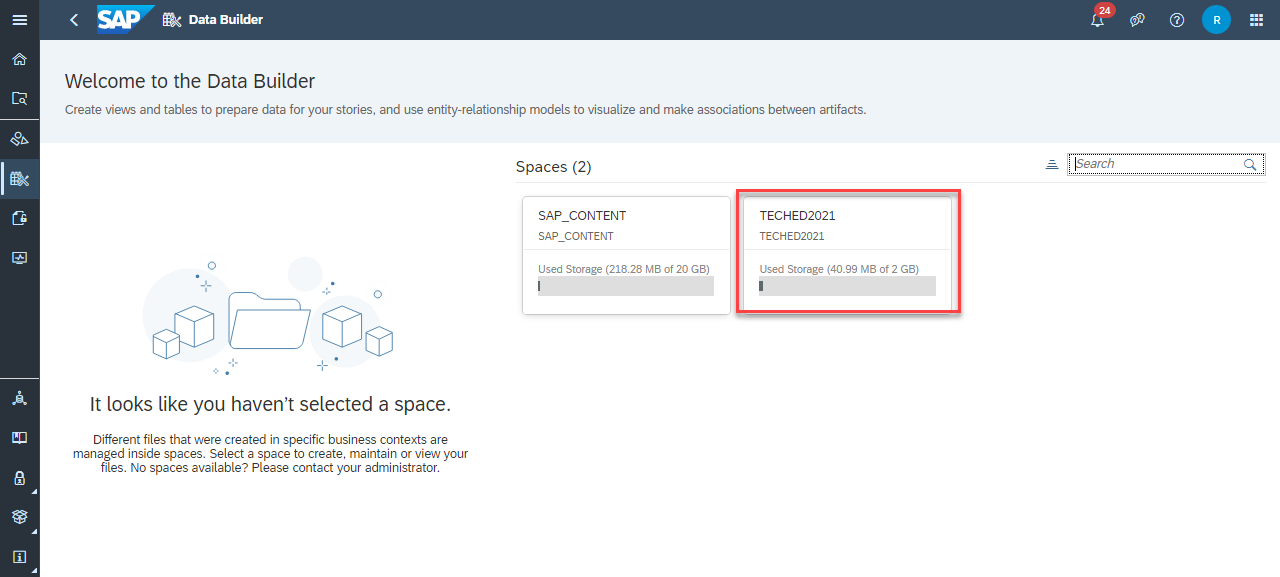 SAP Data Builder 24 R
Welcome to the Data Builder
Create views and tables to prepare data for your stories, and use entity-relationship models to visualize and make associations between artifacts.
Spaces (2) Search
SAP_CONTENT
SAP_CONTENT
Used Storage (218.28 MB of 20 GB)
TECHED2021
TECHED2021
Used Storage (40.99 MB of 2 GB)
It looks like you haven't selected a space.
Different files that were created in specific business contexts are
managed inside spaces. Select a space to create, maintain or view your
files. No spaces available? Please contact your administrator.